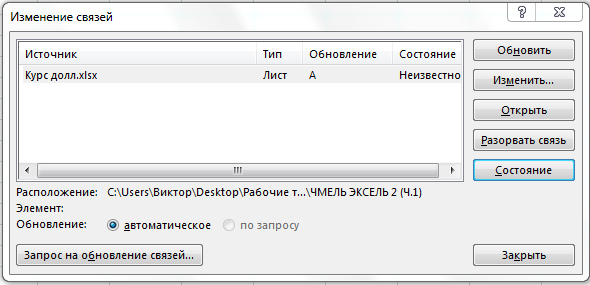 Изменение связей
Источник Тип Обновление Состояние
Курс долл.xlsx Лист А Неизвестно
Обновить
Изменить...
Открыть
Разорвать связь
Состояние
Расположение: C:\Users\Виктор\Desktop\Рабочие т...\ЧМЕЛЬ ЭКСЕЛЬ 2 (Ч.1)
Элемент:
Обновление: автоматическое по запросу
Запрос на обновление связей... Закрыть